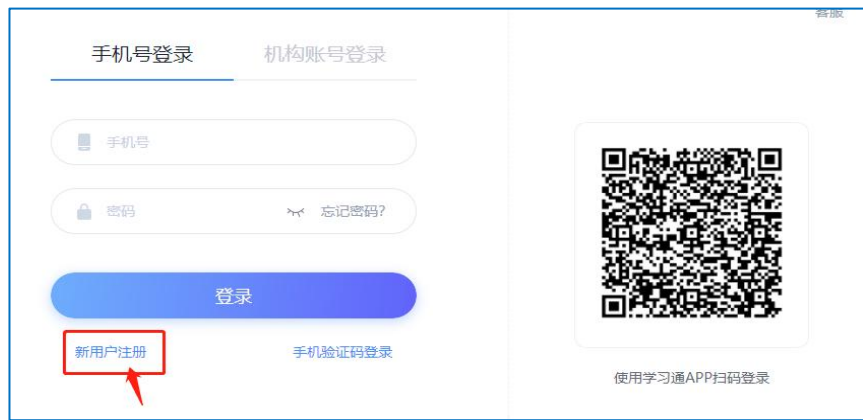 客服
手机号登录
机构账号登录
手机号
密码
忘记密码?
登录
新用户注册
手机验证码登录
使用学习通APP扫码登录